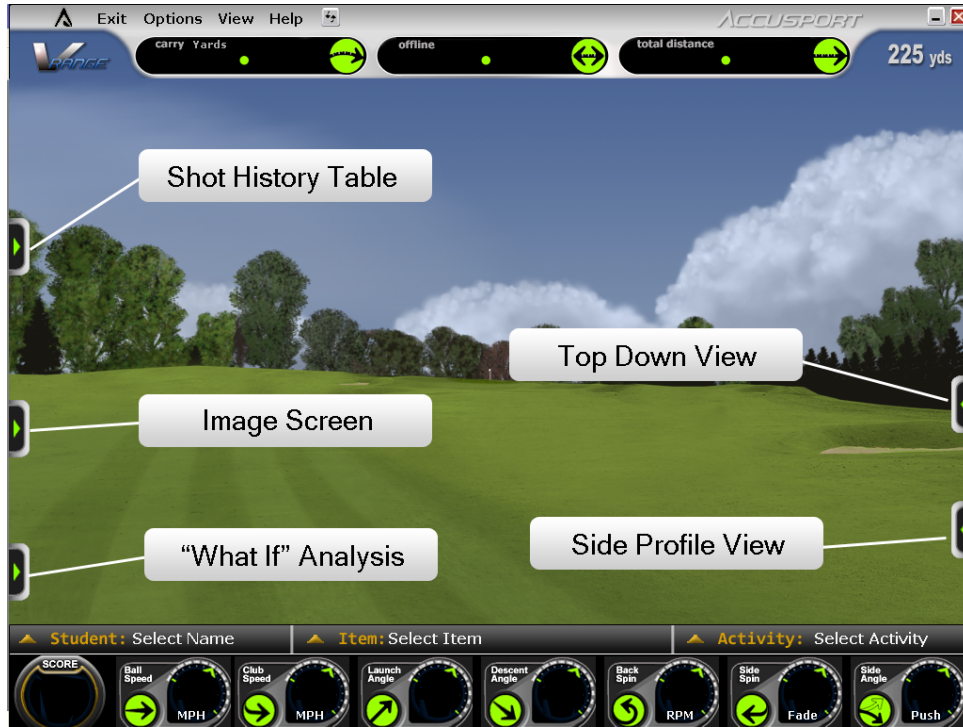 Exit Options View Help
ACCUSPORT
V RANGE
carry Yards
offline
total distance
225 yds
Shot History Table
Top Down View
Image Screen
Side Profile View
“What If” Analysis
Student: Select Name
Item: Select Item
Activity: Select Activity
SCORE
Ball
Speed
MPH
Club
Speed
MPH
Launch
Angle
Descent
Angle
Back
Spin
RPM
Side
Spin
Fade
Side
Angle
Push